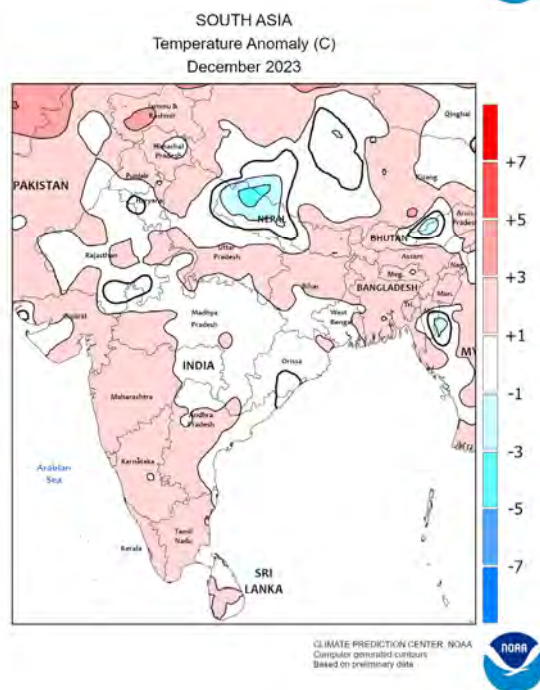 SOUTH ASIA
Temperature Anomaly (C)
December 2023
Jammu &
Kashmir
Qinghai
Himachal
Pradesh
Punjab
Xizang
PAKISTAN
Haryana
NEPAL
BHUTAN
Pradesh
Assam
Rajasthan
Uttar
Pradesh
Meg.
Bihar
BANGLADESH
Man.
Tri.
Gujarat
Madhya
Pradesh
West
Bengal
INDIA
Orissa
MY
Maharashtra
Andhra
Pradesh
Karnataka
Arabian
Sea
Kerala
Tamil
Nadu
SRI
LANKA
+7
+5
+3
+1
-1
-3
-5
-7
CLIMATE PREDICTION CENTER, NOAA
Computer generated contours
Based on preliminary data
NOAA